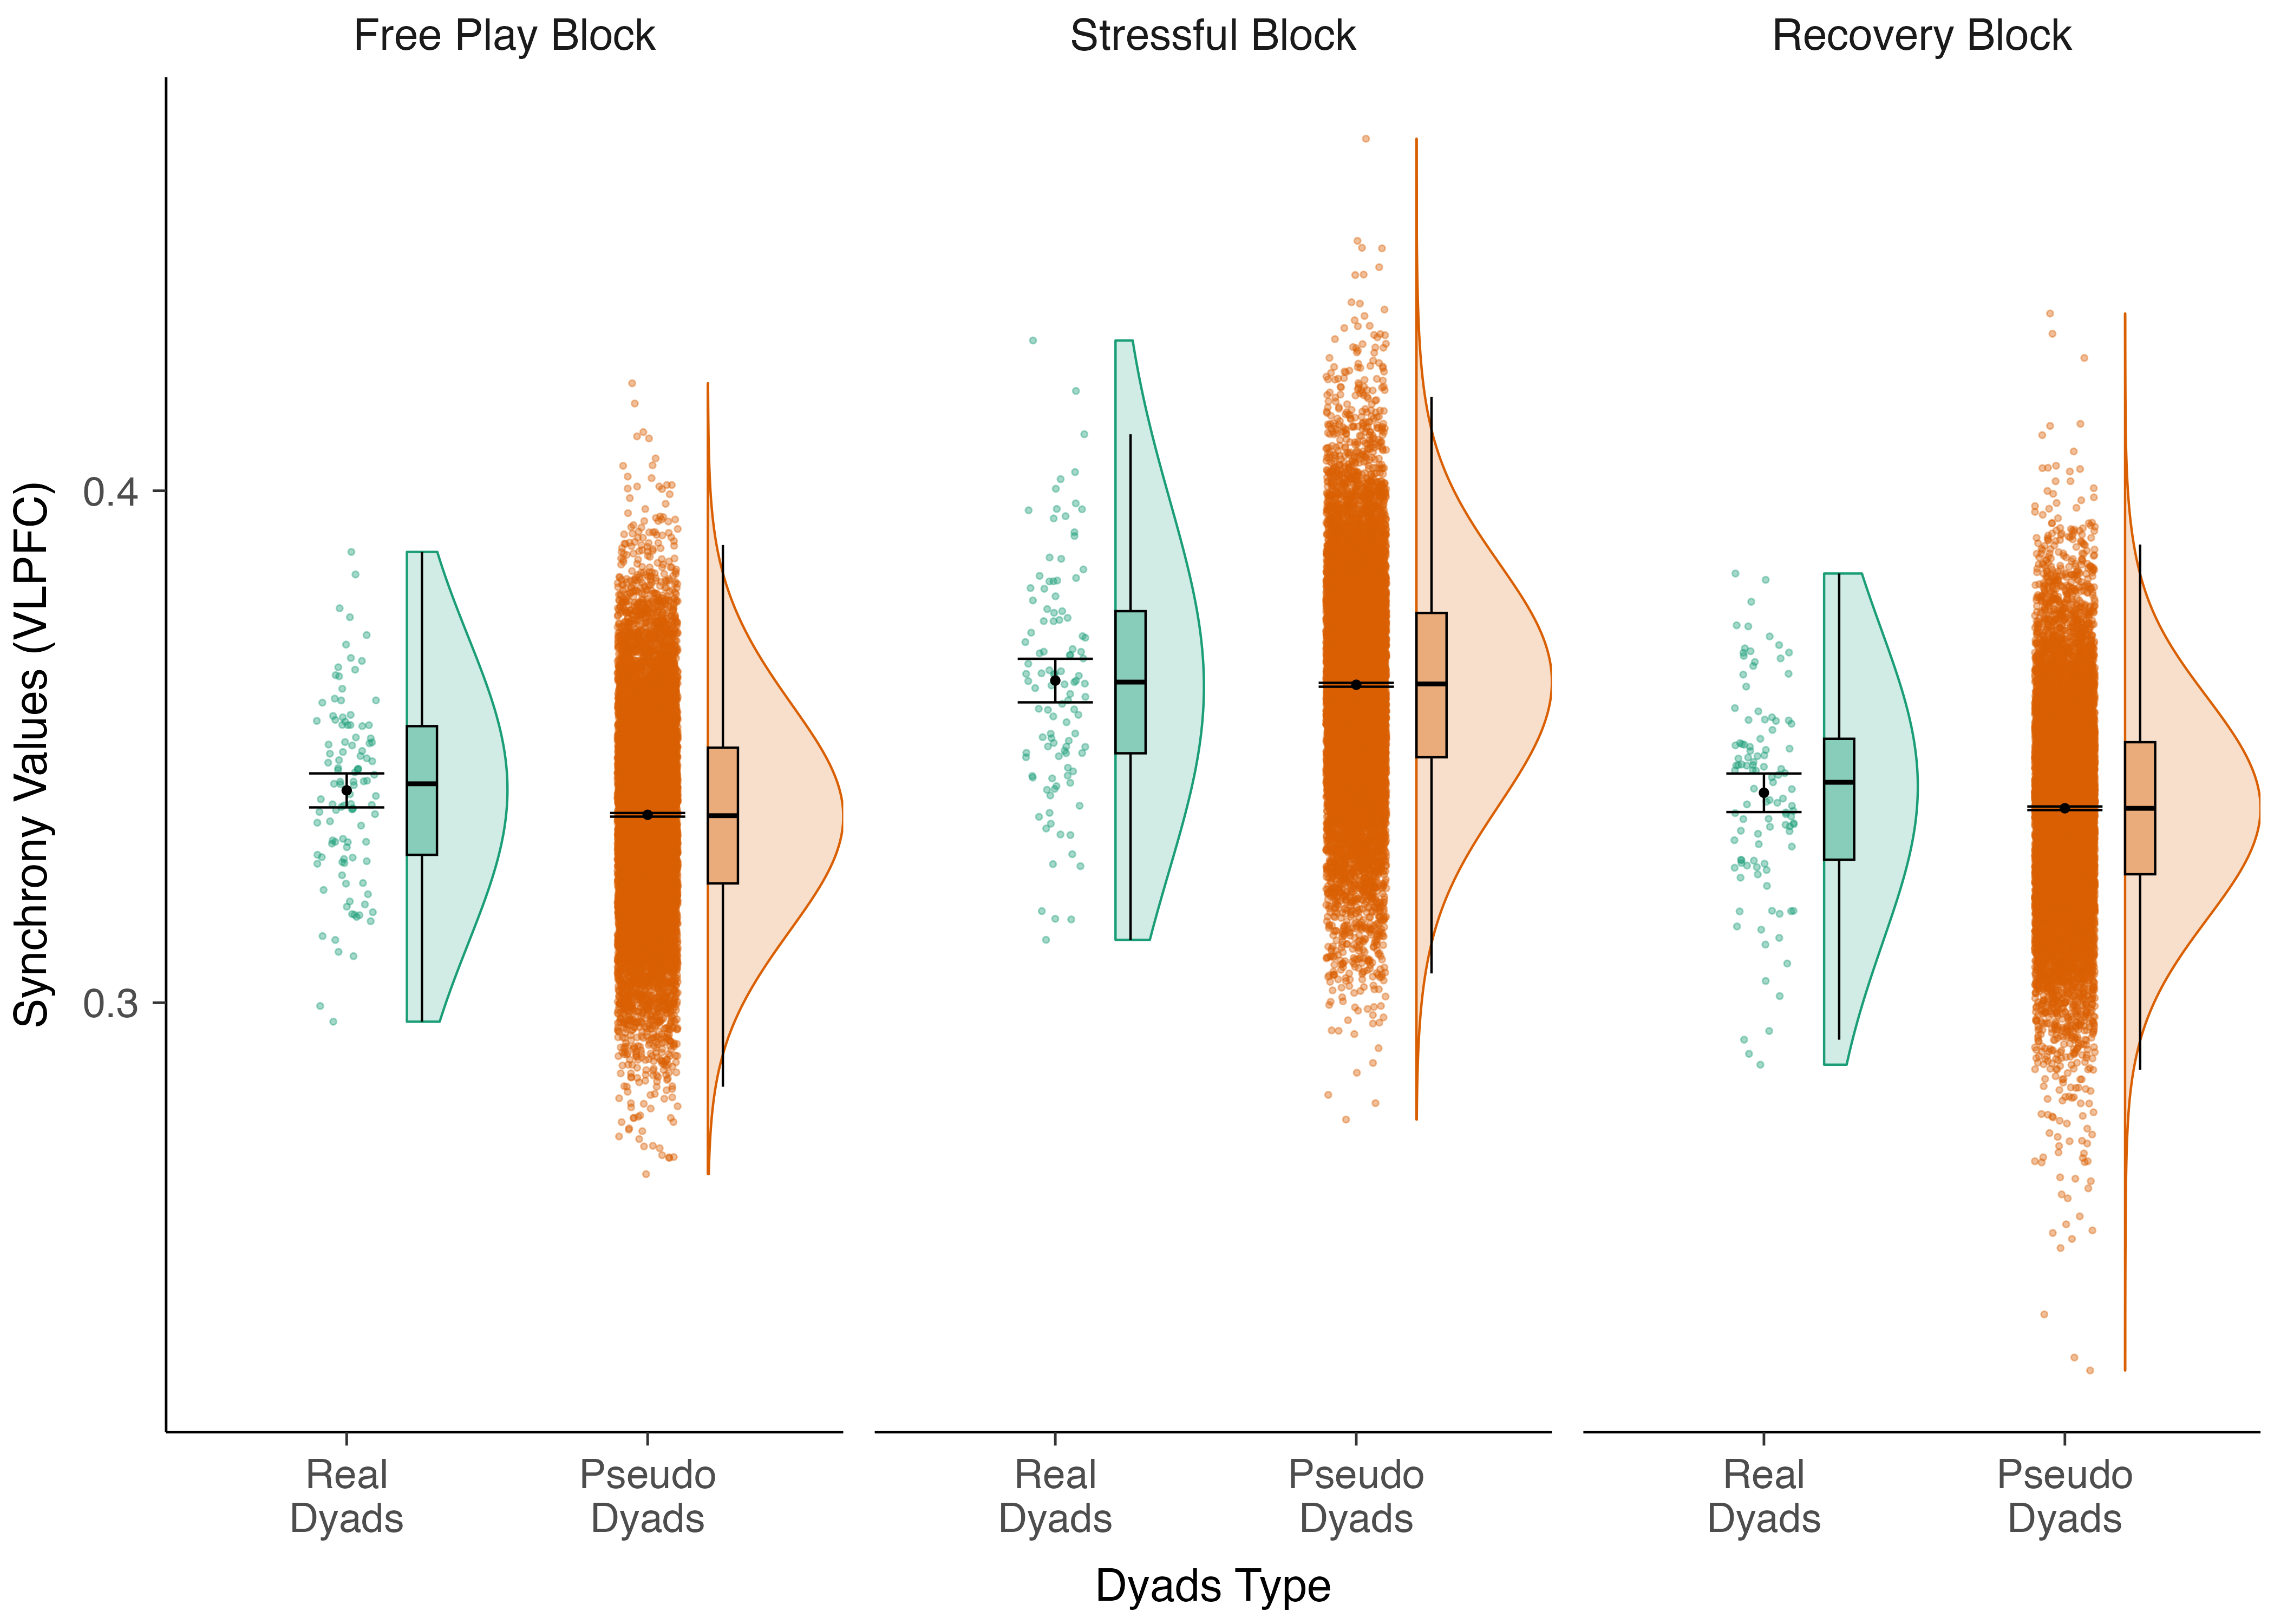 Free Play Block
Stressful Block
Recovery Block
Synchrony Values (VLPFC)
0.4
0.3
Real
Dyads
Pseudo
Dyads
Real
Dyads
Pseudo
Dyads
Real
Dyads
Pseudo
Dyads
Dyads Type